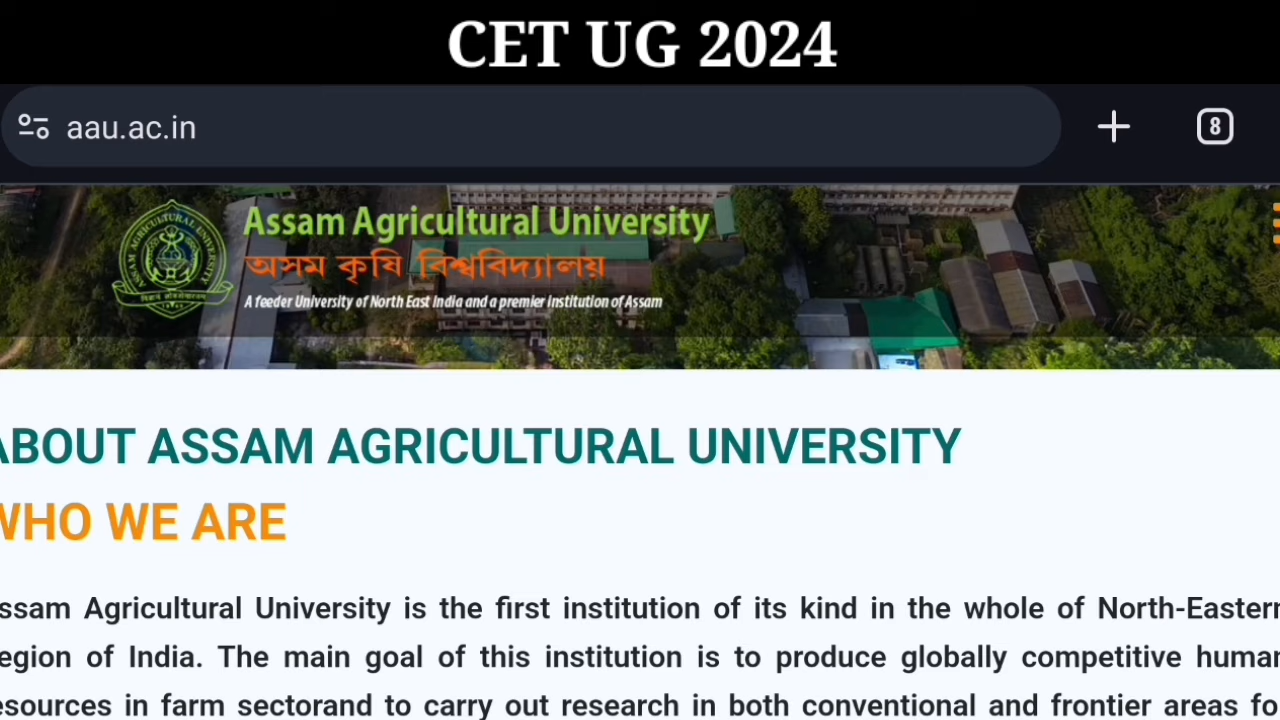 CET UG 2024
aau.ac.in
8
ASSAM AGRICULTURAL UNIVERSITY
Assam Agricultural University
অসম কৃষি বিশ্ববিদ্যালয়
A feeder University of North East India and a premier Institution of Assam
ABOUT ASSAM AGRICULTURAL UNIVERSITY
WHO WE ARE
ssam Agricultural University is the first institution of its kind in the whole of North-Eastern
egion of India. The main goal of this institution is to produce globally competitive human
esources in farm sectorand to carry out research in both conventional and frontier areas fo